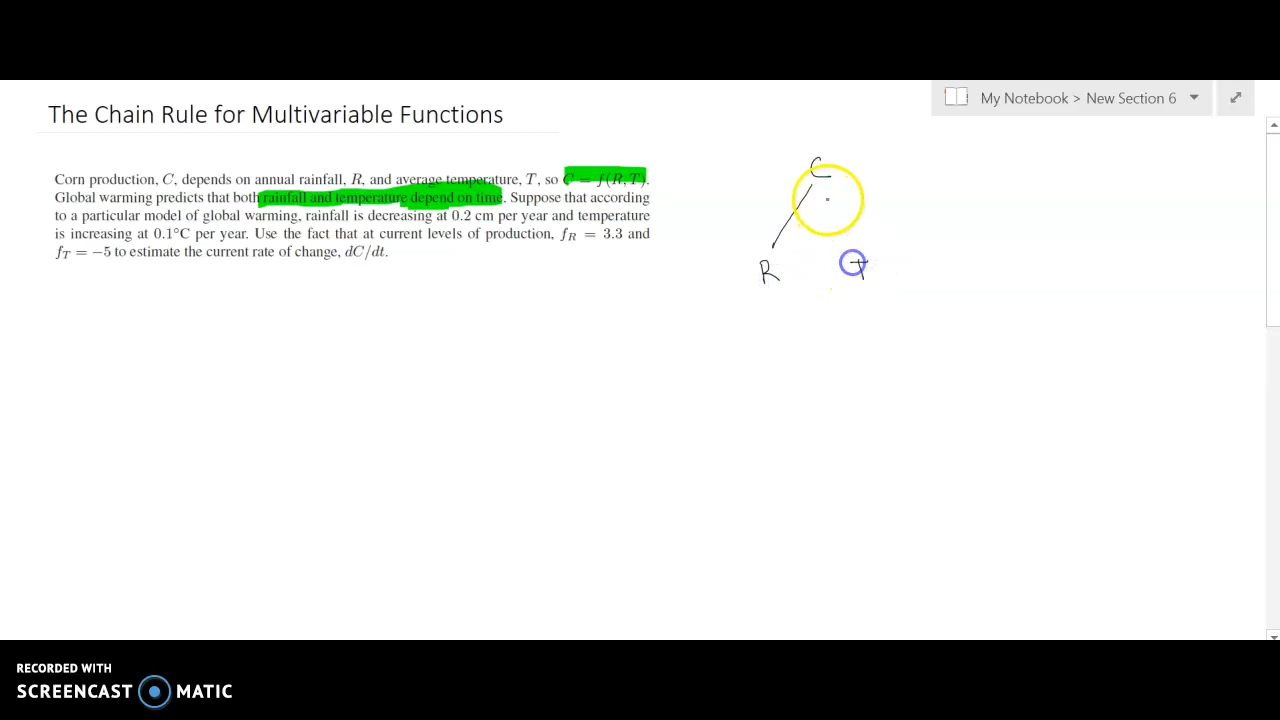 The Chain Rule for Multivariable Functions
My Notebook > New Section 6
Corn production, C, depends on annual rainfall, R, and average temperature, T, so C = f(R, T).
Global warming predicts that both rainfall and temperature depend on time. Suppose that according
to a particular model of global warming, rainfall is decreasing at 0.2 cm per year and temperature
is increasing at 0.1°C per year. Use the fact that at current levels of production, f_R = 3.3 and
f_T = −5 to estimate the current rate of change, dC/dt.
C
R T
RECORDED WITH
SCREENCAST MATIC